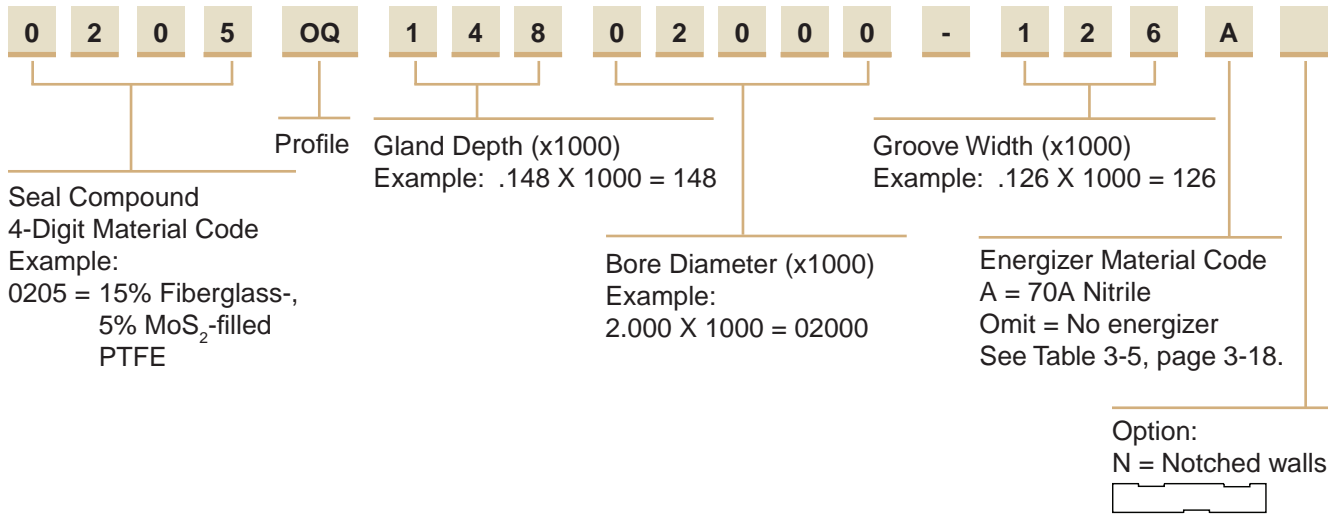 0 2 0 5 OQ 1 4 8 0 2 0 0 0 - 1 2 6 A
Profile
Gland Depth (x1000)
Example: .148 X 1000 = 148
Groove Width (x1000)
Example: .126 X 1000 = 126
Seal Compound
4-Digit Material Code
Example:
0205 = 15% Fiberglass-,
5% MoS2-filled
PTFE
Bore Diameter (x1000)
Example:
2.000 X 1000 = 02000
Energizer Material Code
A = 70A Nitrile
Omit = No energizer
See Table 3-5, page 3-18.
Option:
N = Notched walls